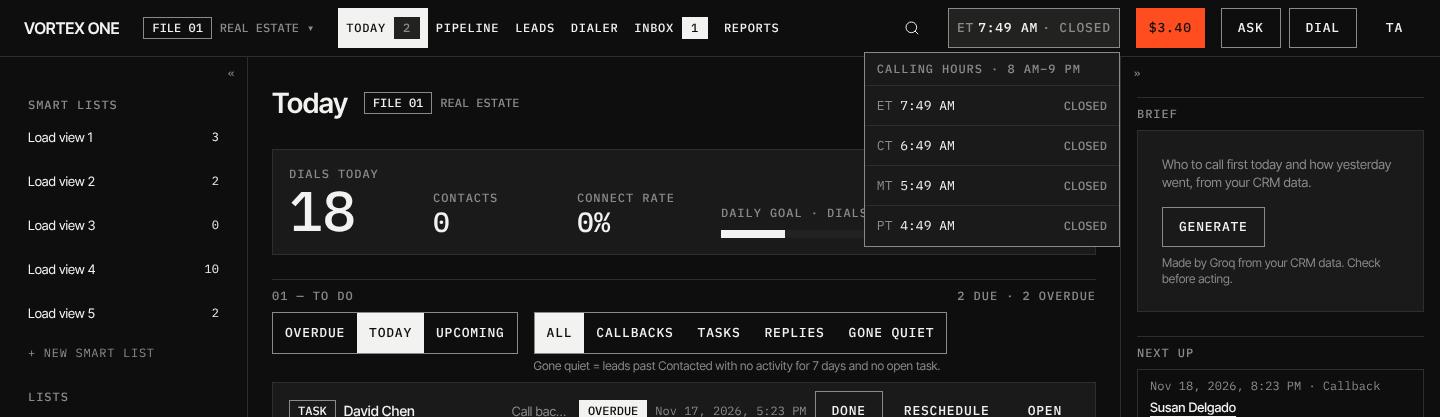 VORTEX ONE FILE 01 REAL ESTATE ▾ TODAY 2 PIPELINE LEADS DIALER INBOX 1 REPORTS ET 7:49 AM · CLOSED $3.40 ASK DIAL TA
«
SMART LISTS
Load view 1 3
Load view 2 2
Load view 3 0
Load view 4 10
Load view 5 2
+ NEW SMART LIST
LISTS
Today FILE 01 REAL ESTATE
DIALS TODAY
18
CONTACTS
0
CONNECT RATE
0%
DAILY GOAL · DIALS
CALLING HOURS · 8 AM–9 PM
ET 7:49 AM CLOSED
CT 6:49 AM CLOSED
MT 5:49 AM CLOSED
PT 4:49 AM CLOSED
01 — TO DO 2 DUE · 2 OVERDUE
OVERDUE TODAY UPCOMING ALL CALLBACKS TASKS REPLIES GONE QUIET
Gone quiet = leads past Contacted with no activity for 7 days and no open task.
TASK David Chen Call bac... OVERDUE Nov 17, 2026, 5:23 PM DONE RESCHEDULE OPEN
»
BRIEF
Who to call first today and how yesterday
went, from your CRM data.
GENERATE
Made by Groq from your CRM data. Check
before acting.
NEXT UP
Nov 18, 2026, 8:23 PM · Callback
Susan Delgado